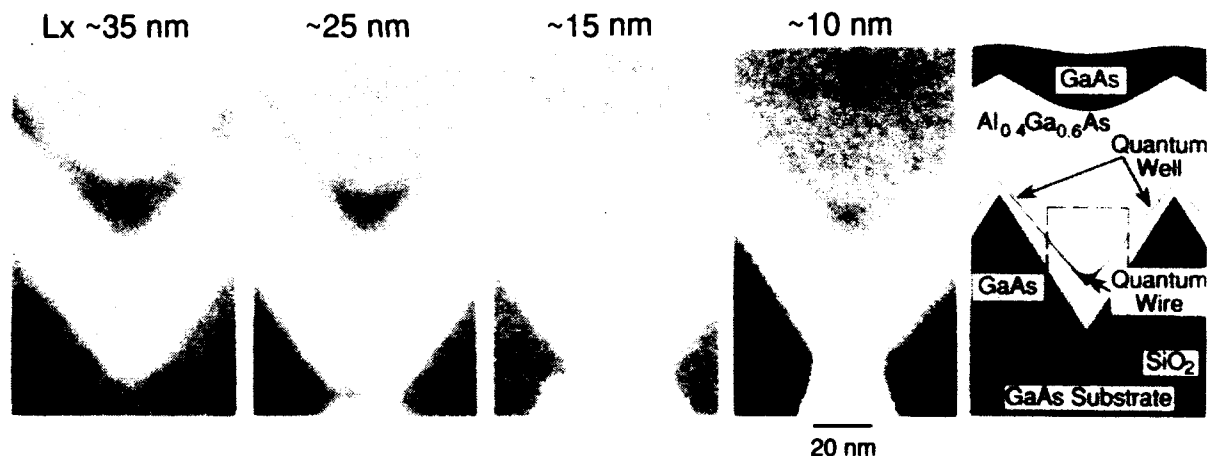 Lx ~35 nm
~25 nm
~15 nm
~10 nm
GaAs
Al0.4Ga0.6As
Quantum
Well
GaAs
Quantum
Wire
SiO2
GaAs Substrate
20 nm